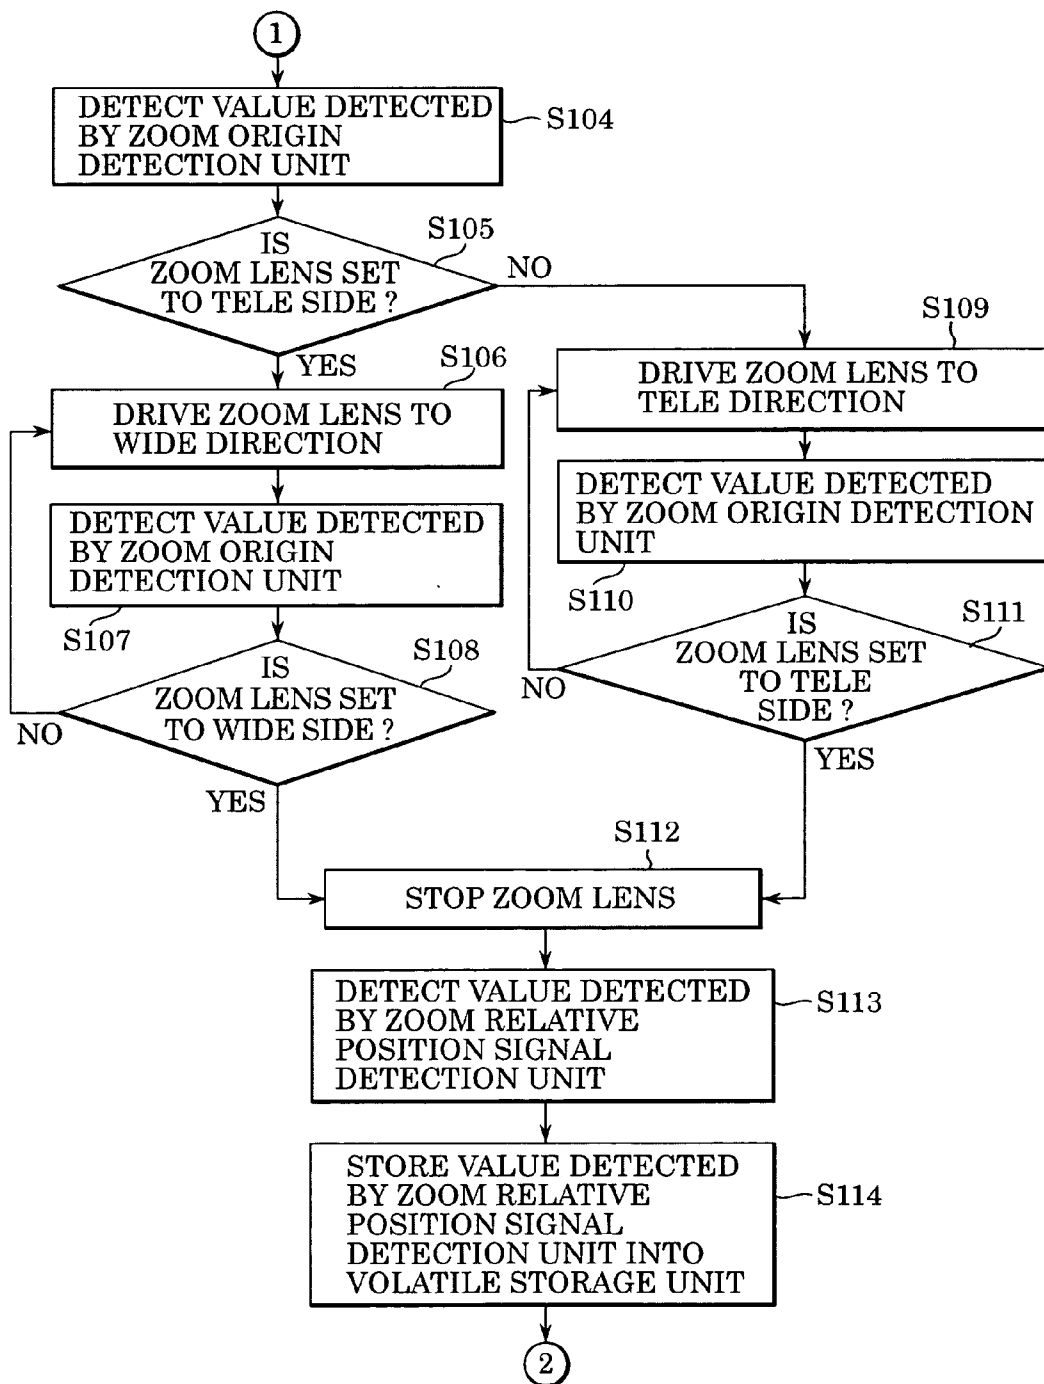 1
DETECT VALUE DETECTED
BY ZOOM ORIGIN
DETECTION UNIT
S104
IS
ZOOM LENS SET
TO TELE SIDE ?
S105
NO
YES
S106
DRIVE ZOOM LENS TO
WIDE DIRECTION
DETECT VALUE DETECTED
BY ZOOM ORIGIN
DETECTION UNIT
S107
IS
ZOOM LENS SET
TO WIDE SIDE ?
S108
NO
YES
S109
DRIVE ZOOM LENS TO
TELE DIRECTION
DETECT VALUE DETECTED
BY ZOOM ORIGIN DETECTION
UNIT
S110
IS
ZOOM LENS SET
TO TELE
SIDE ?
S111
NO
YES
S112
STOP ZOOM LENS
DETECT VALUE DETECTED
BY ZOOM RELATIVE
POSITION SIGNAL
DETECTION UNIT
S113
STORE VALUE DETECTED
BY ZOOM RELATIVE
POSITION SIGNAL
DETECTION UNIT INTO
VOLATILE STORAGE UNIT
S114
2